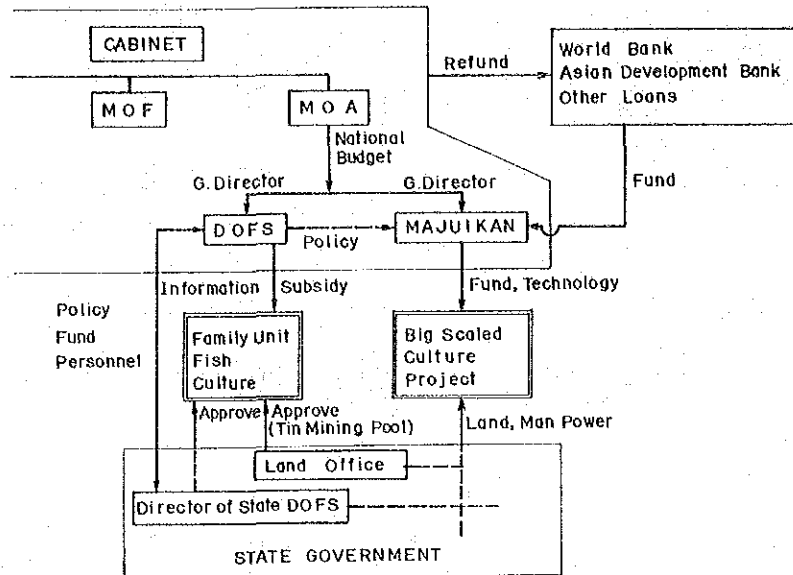 CABINET
Refund
World Bank
Asian Development Bank
Other Loans
MOF
MOA
National
Budget
Fund
G.Director
G.Director
DOFS
Policy
MAJUIKAN
Information
Subsidy
Fund, Technology
Policy
Fund
Personnel
Family Unit
Fish
Culture
Big Scaled
Culture
Project
Approve
Approve
(Tin Mining Pool)
Land, Man Power
Land Office
Director of State DOFS
STATE GOVERNMENT